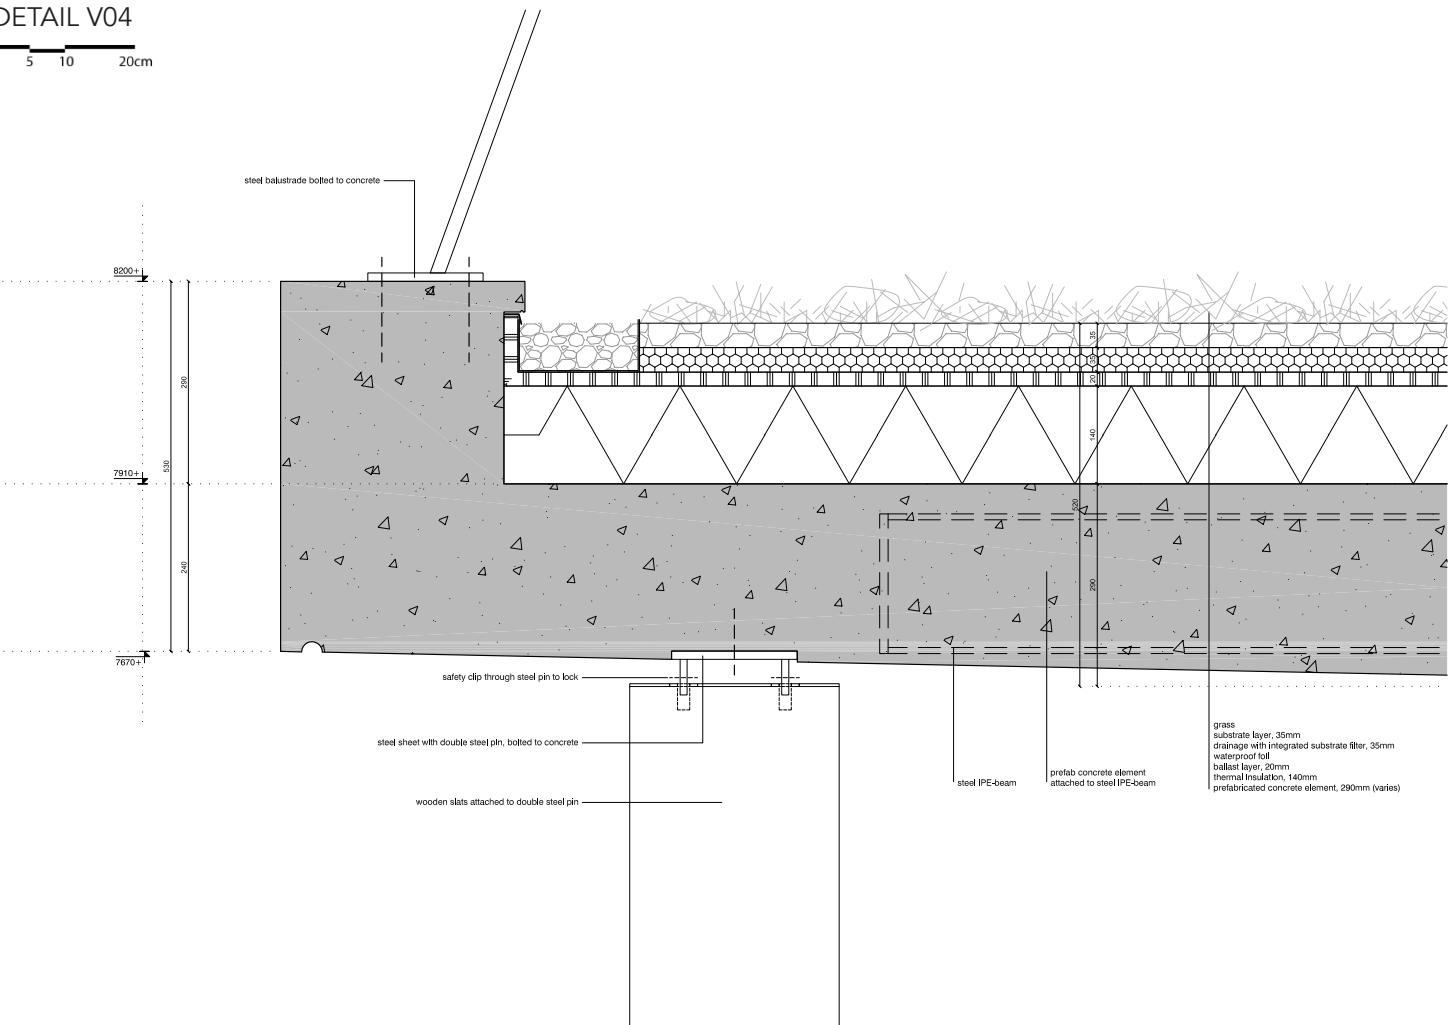 DETAIL V04
5 10 20cm
steel balustrade bolted to concrete
8200+
35
35
20
290
140
530
7910+
520
240
290
7670+
safety clip through steel pin to lock
steel sheet with double steel pin, bolted to concrete
wooden slats attached to double steel pin
steel IPE-beam
prefab concrete element
attached to steel IPE-beam
grass
substrate layer, 35mm
drainage with integrated substrate filter, 35mm
waterproof foil
ballast layer, 20mm
thermal insulation, 140mm
prefabricated concrete element, 290mm (varies)